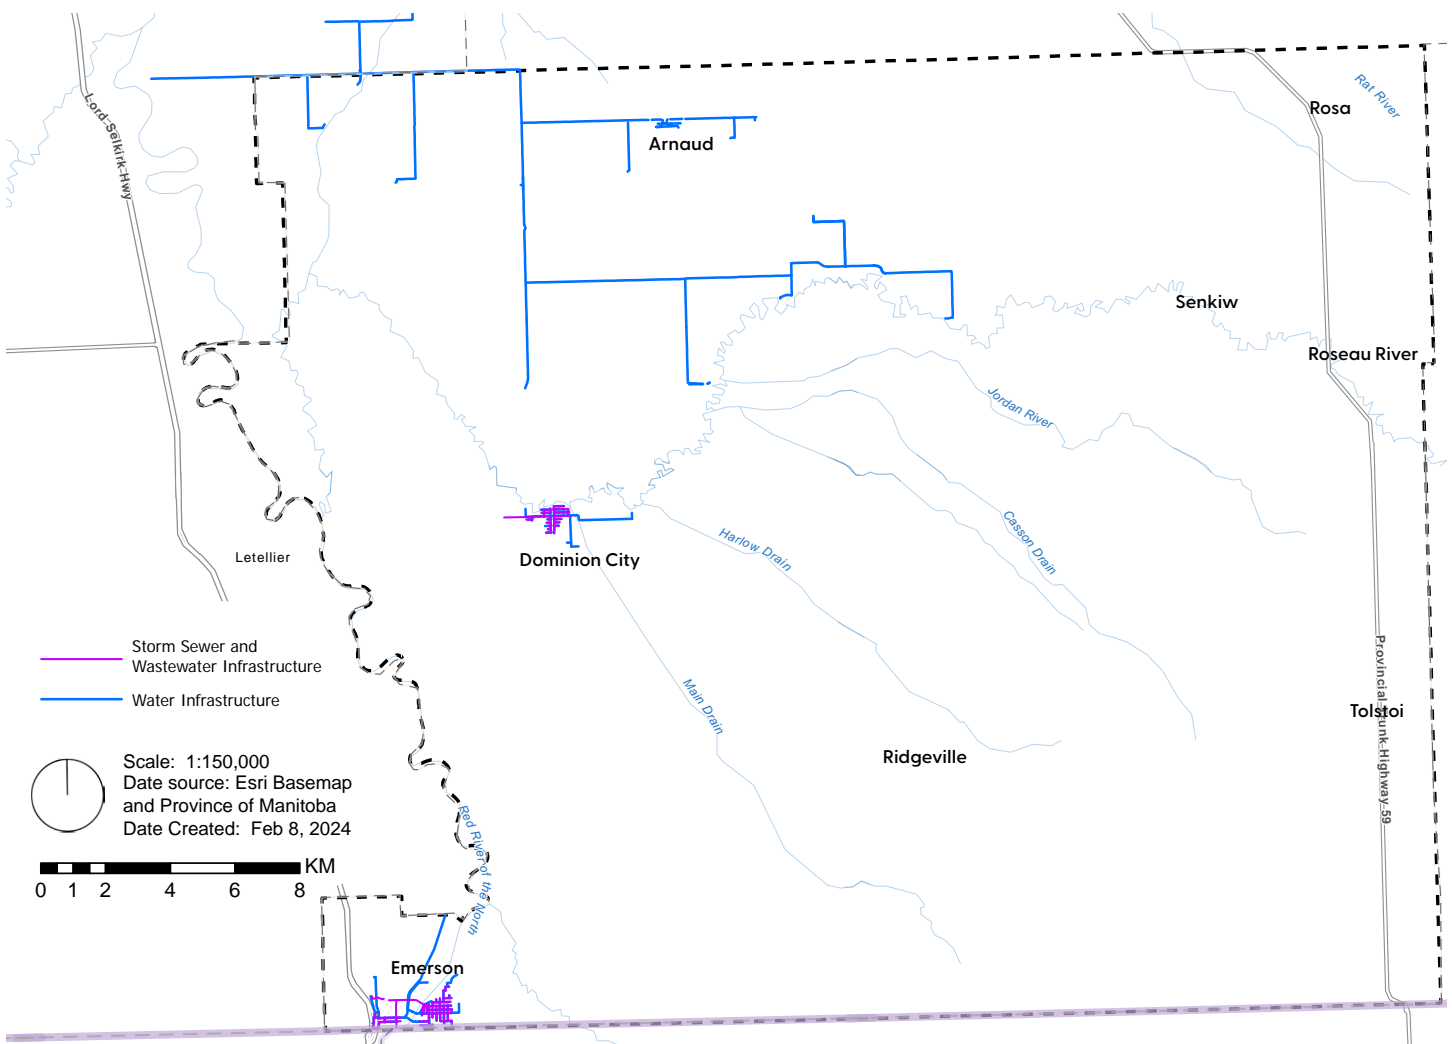 Rat River
Rosa
Lord-Selkirk-Hwy
Arnaud
Senkiw
Roseau River
Jordan River
Casson Drain
Harlow Drain
Letellier
Dominion City
Storm Sewer and
Wastewater Infrastructure
Water Infrastructure
Main Drain
Provincial-Trunk-Highway-59
Tolstoi
Ridgeville
Scale: 1:150,000
Date source: Esri Basemap
and Province of Manitoba
Date Created: Feb 8, 2024
KM
0 1 2 4 6 8
Red River of the North
Emerson